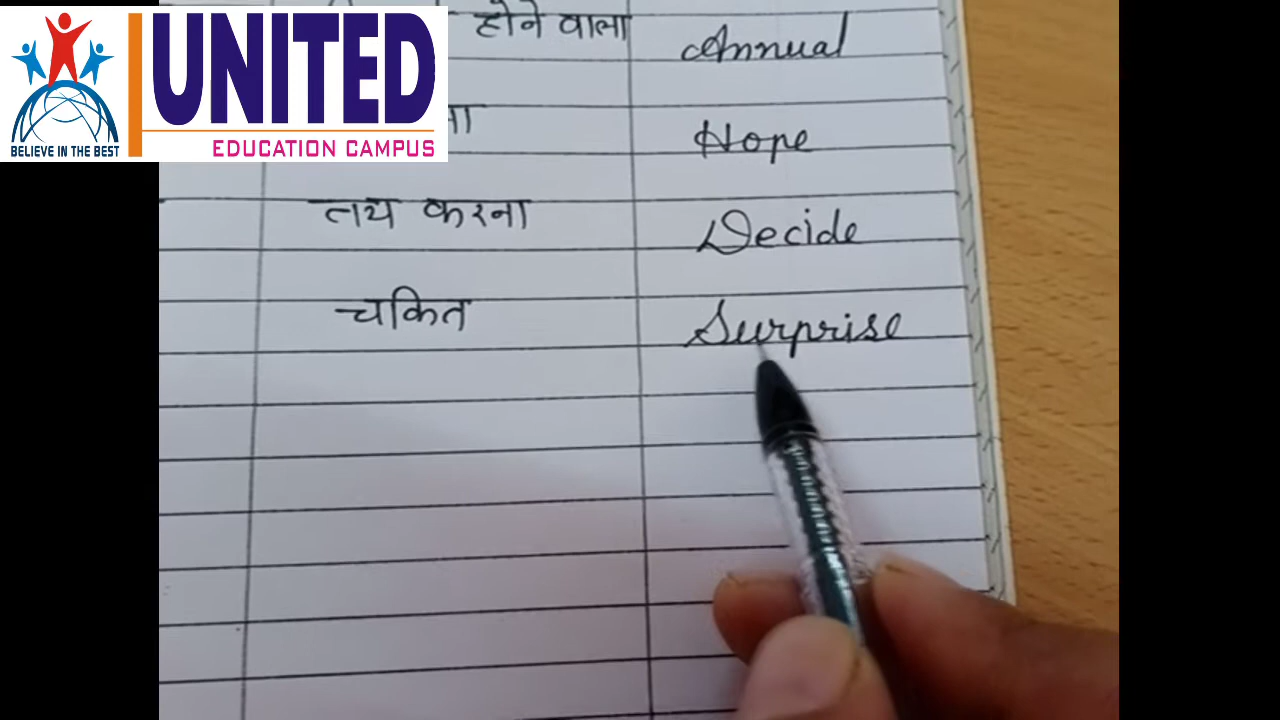 UNITED
EDUCATION CAMPUS
BELIEVE IN THE BEST
होने वाला Annual
Hope
तय करना Decide
चकित Surprise